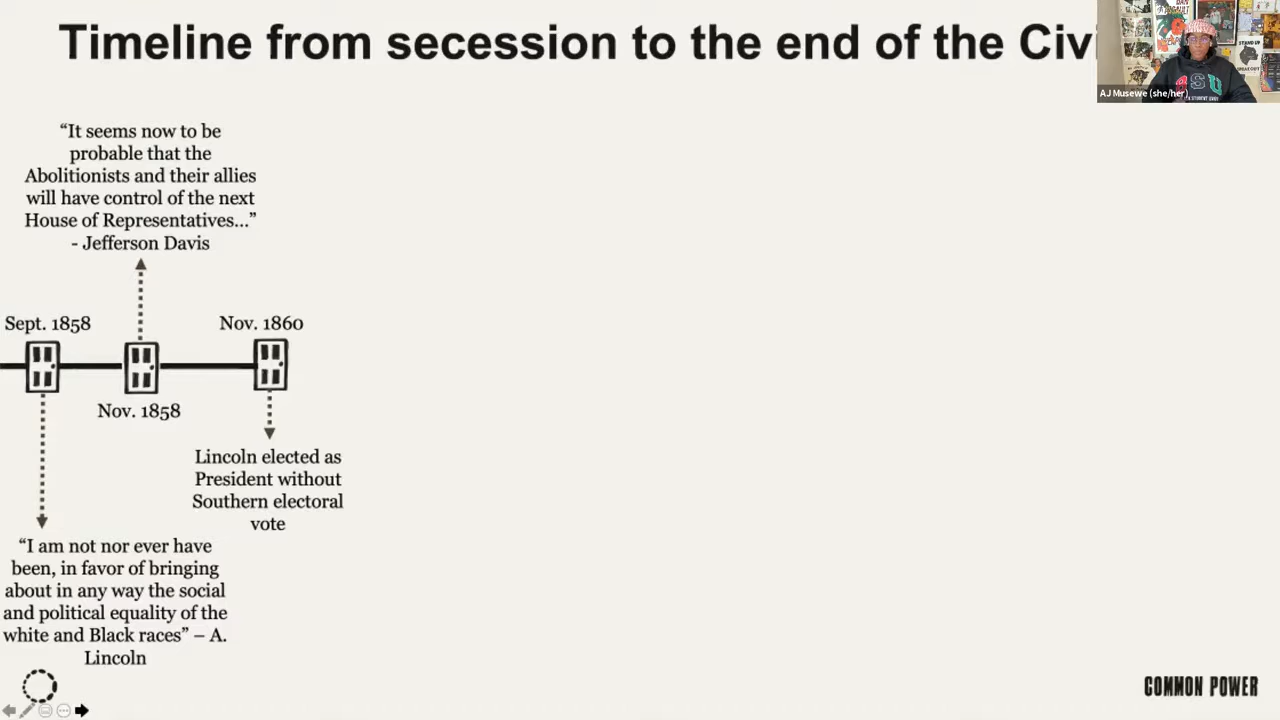 Timeline from secession to the end of the Civi
AJ Musewe (she/her)
“It seems now to be
probable that the
Abolitionists and their allies
will have control of the next
House of Representatives...”
- Jefferson Davis
Sept. 1858
Nov. 1860
Nov. 1858
Lincoln elected as
President without
Southern electoral
vote
“I am not nor ever have
been, in favor of bringing
about in any way the social
and political equality of the
white and Black races” – A.
Lincoln
COMMON POWER